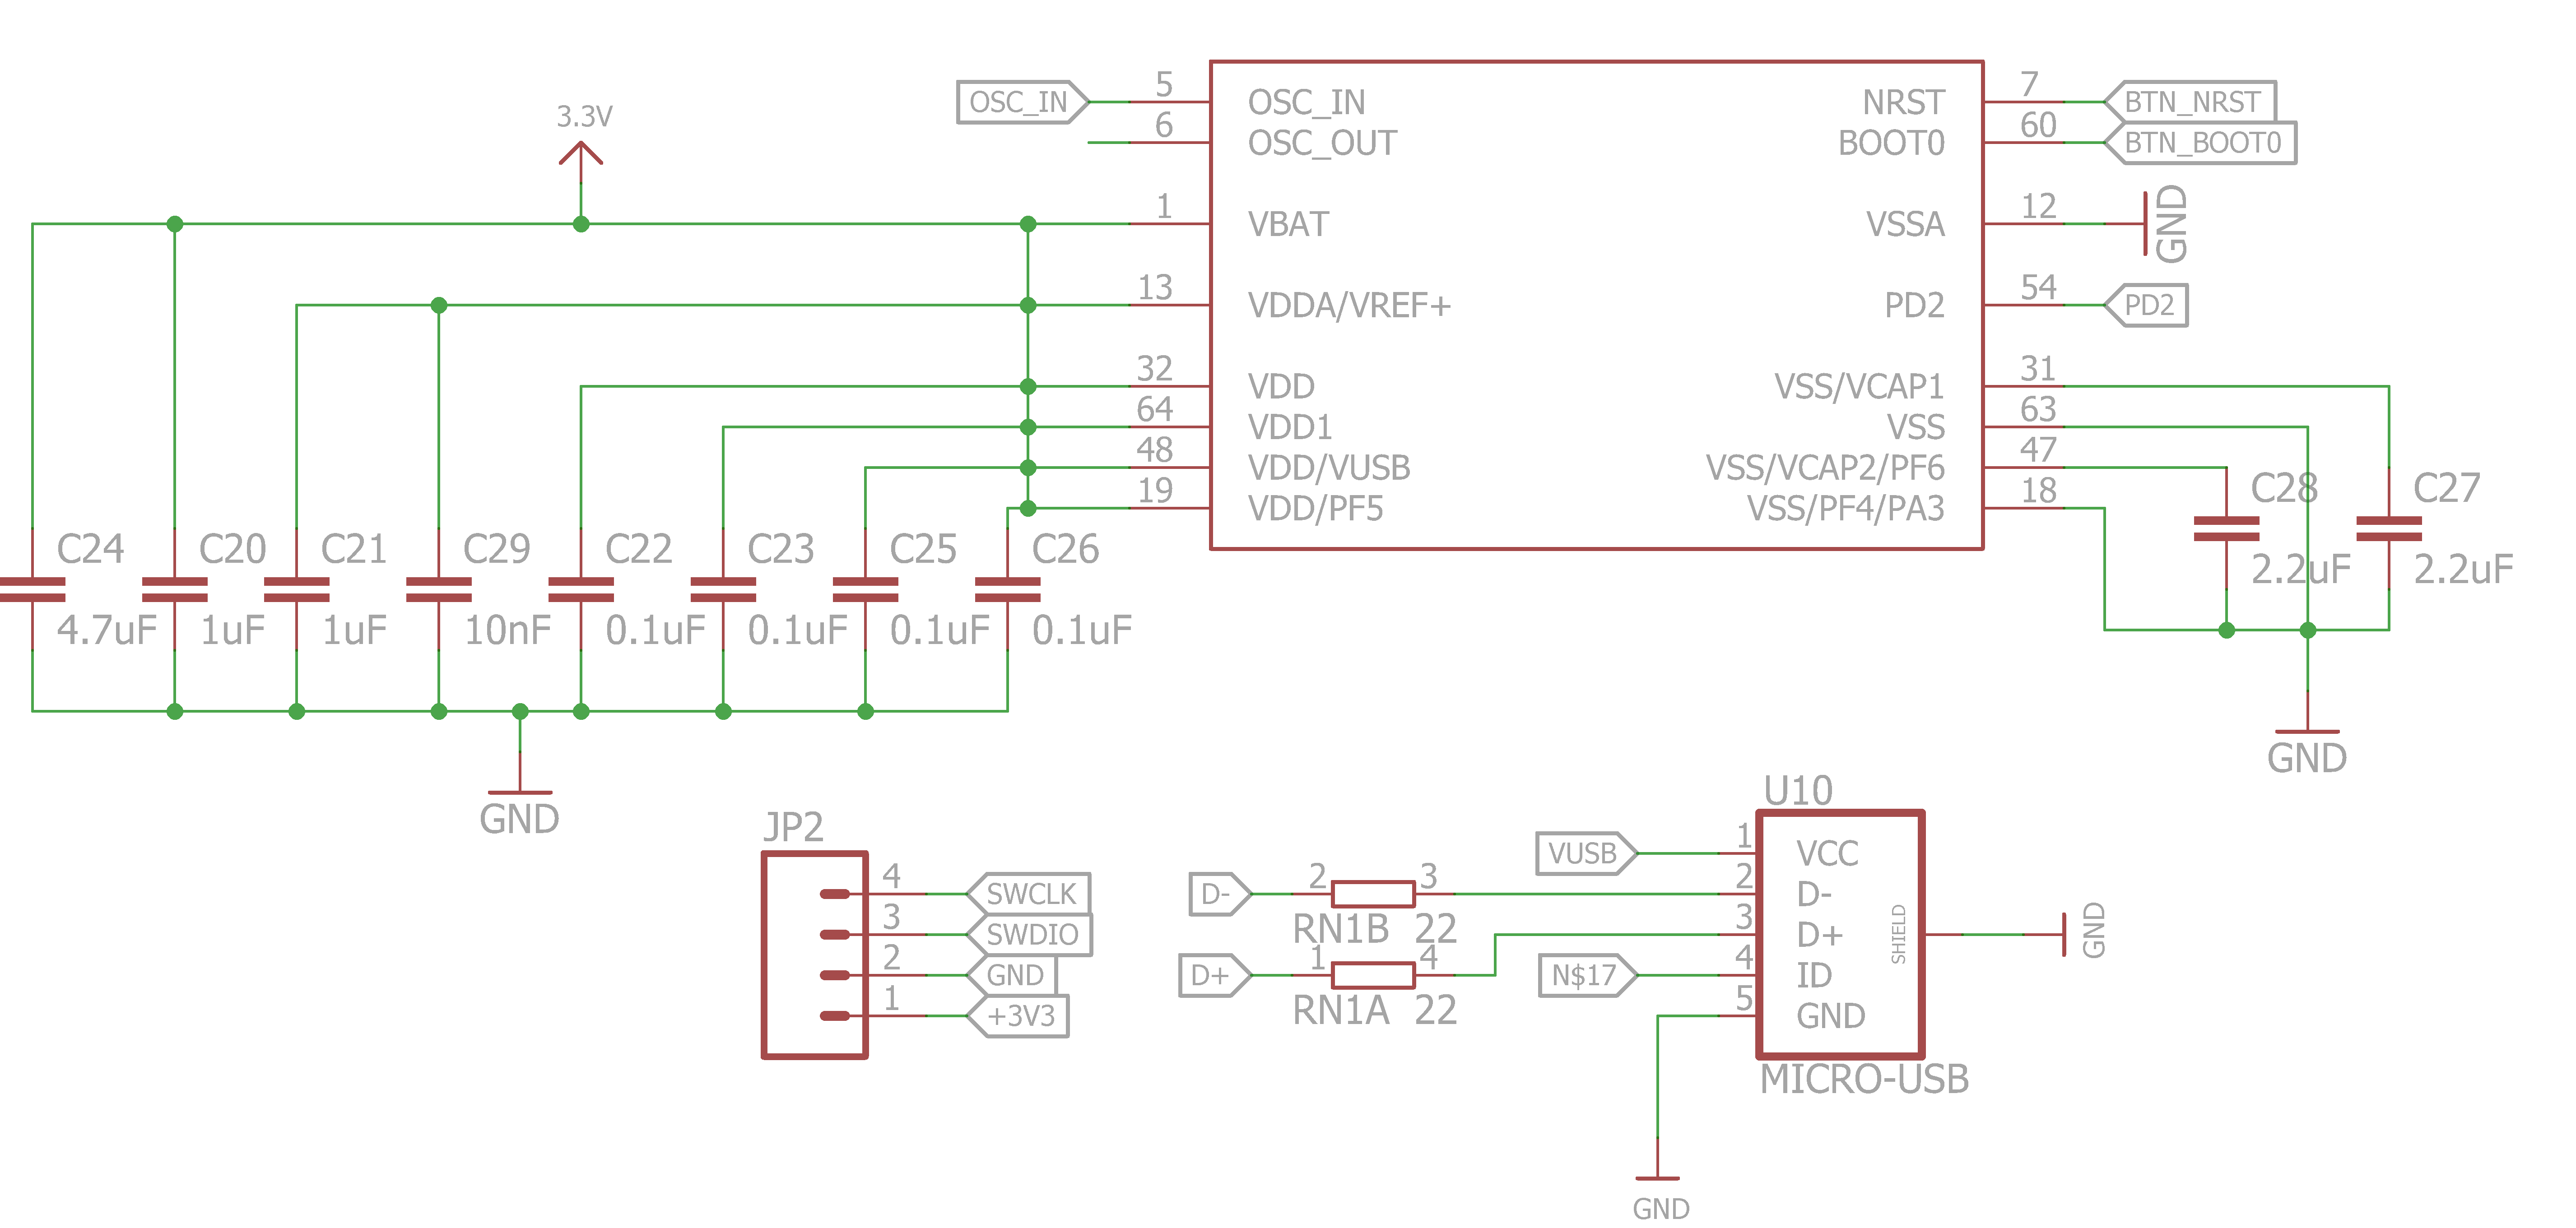 3.3V
OSC_IN
5
6
1
13
32
64
48
19
OSC_IN
OSC_OUT
VBAT
VDDA/VREF+
VDD
VDD1
VDD/VUSB
VDD/PF5
NRST
BOOT0
VSSA
PD2
VSS/VCAP1
VSS
VSS/VCAP2/PF6
VSS/PF4/PA3
7
60
12
54
31
63
47
18
BTN_NRST
BTN_BOOT0
GND
PD2
C28
2.2uF
C27
2.2uF
GND
C24
4.7uF
C20
1uF
C21
1uF
C29
10nF
C22
0.1uF
C23
0.1uF
C25
0.1uF
C26
0.1uF
GND
JP2
4 SWCLK
3 SWDIO
2 GND
1 +3V3
D- 2 3
RN1B 22
D+ 1 4
RN1A 22
VUSB
N$17
U10
1 VCC
2 D-
3 D+
4 ID
5 GND
SHIELD
MICRO-USB
GND
GND